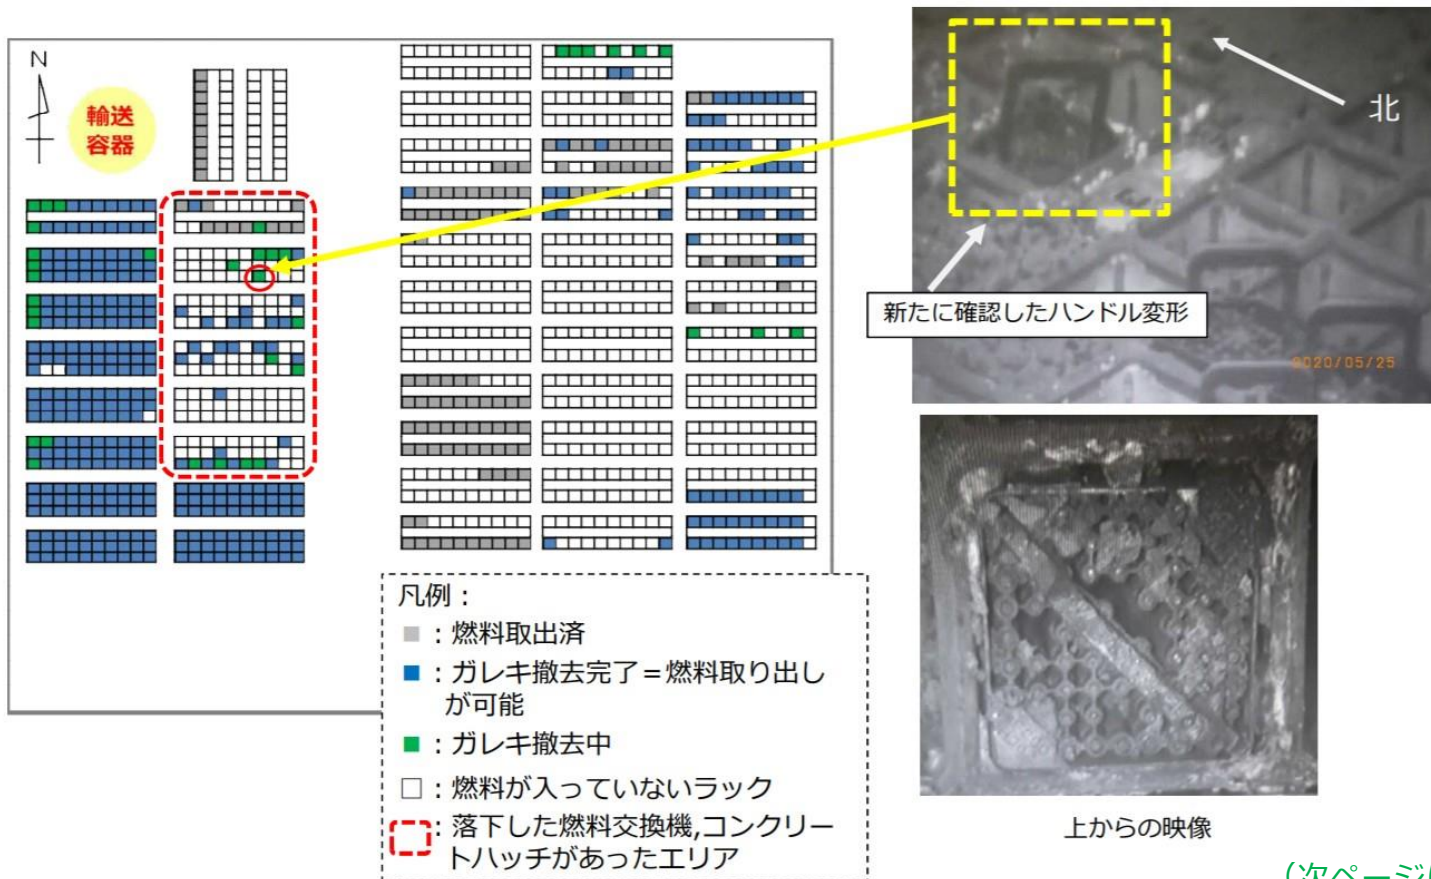 N
輸送
容器
北
新たに確認したハンドル変形
2020/05/25
上からの映像
凡例：
■：燃料取出済
■：ガレキ撤去完了＝燃料取り出し
が可能
■：ガレキ撤去中
□：燃料が入っていないラック
：落下した燃料交換機,コンクリー
トハッチがあったエリア
（次ページ